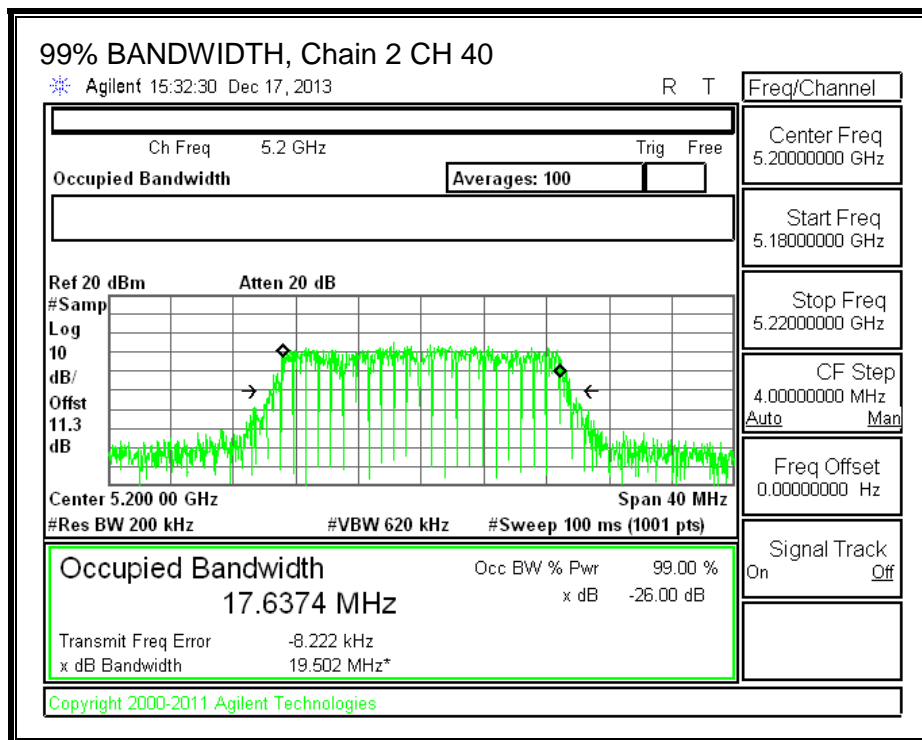 99% BANDWIDTH, Chain 2 CH 40
Agilent 15:32:30 Dec 17, 2013 R T
Freq/Channel
Ch Freq 5.2 GHz Trig Free
Occupied Bandwidth Averages: 100
Center Freq
5.20000000 GHz
Start Freq
5.18000000 GHz
Stop Freq
5.22000000 GHz
CF Step
4.00000000 MHz
Auto Man
Freq Offset
0.00000000 Hz
Signal Track
On Off
Ref 20 dBm Atten 20 dB
#Samp
Log
10
dB/
Offst
11.3
dB
Center 5.200 00 GHz Span 40 MHz
#Res BW 200 kHz #VBW 620 kHz #Sweep 100 ms (1001 pts)
Occupied Bandwidth Occ BW % Pwr 99.00 %
17.6374 MHz x dB -26.00 dB
Transmit Freq Error -8.222 kHz
x dB Bandwidth 19.502 MHz*
Copyright 2000-2011 Agilent Technologies